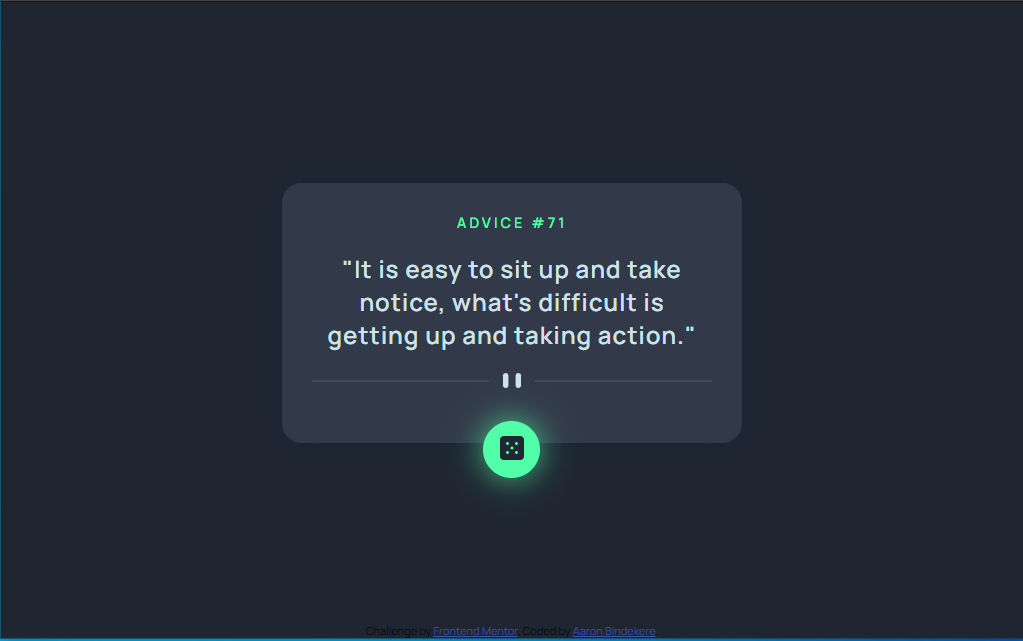 ADVICE #71
"It is easy to sit up and take
notice, what's difficult is
getting up and taking action."
Challenge by Frontend Mentor. Coded by Aaron Bindekere